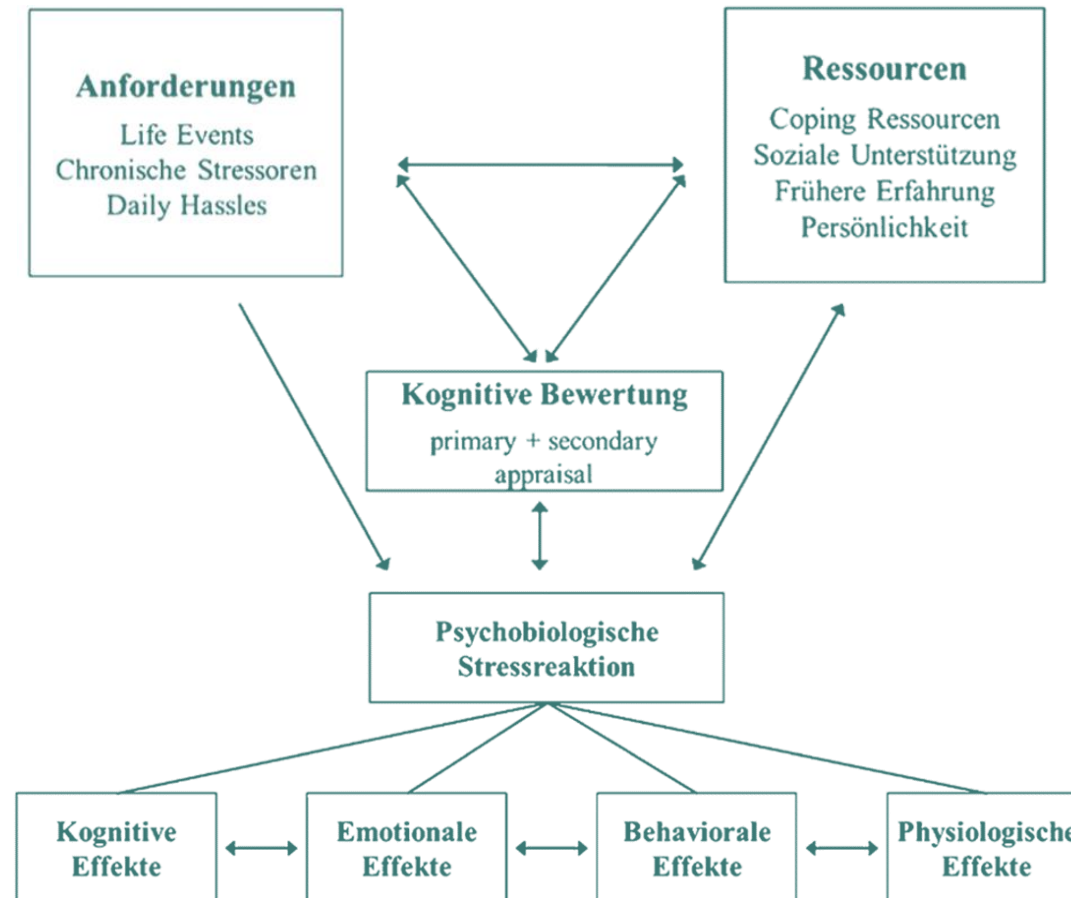 Anforderungen
Life Events
Chronische Stressoren
Daily Hassles
Ressourcen
Coping Ressourcen
Soziale Unterstützung
Frühere Erfahrung
Persönlichkeit
Kognitive Bewertung
primary + secondary
appraisal
Psychobiologische
Stressreaktion
Kognitive
Effekte
Emotionale
Effekte
Behaviorale
Effekte
Physiologische
Effekte